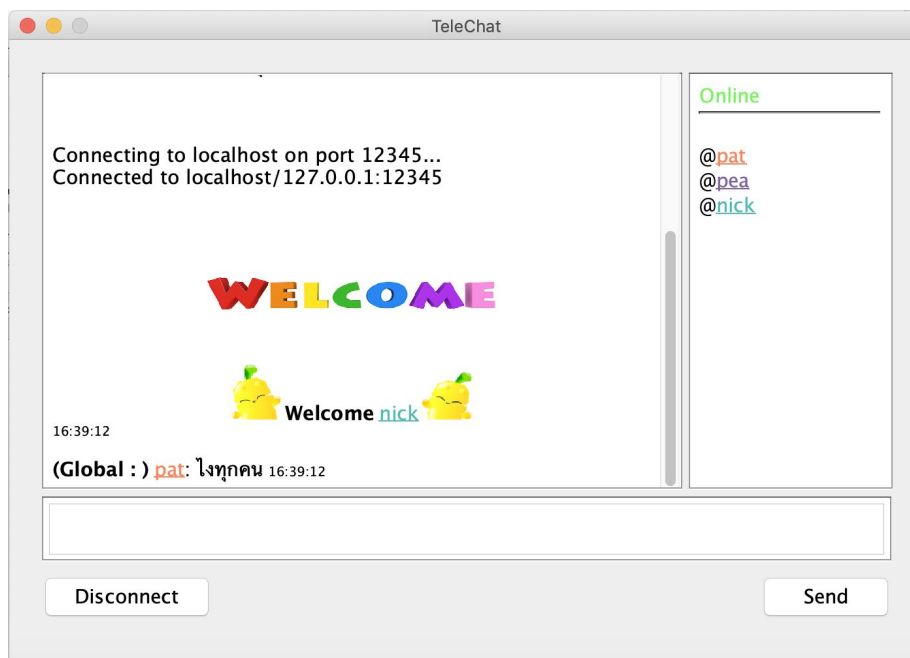 TeleChat
Connecting to localhost on port 12345...
Connected to localhost/127.0.0.1:12345
WELCOME
Welcome nick
16:39:12
(Global : ) pat: ไงทุกคน 16:39:12
Online
@pat
@pea
@nick
Disconnect
Send